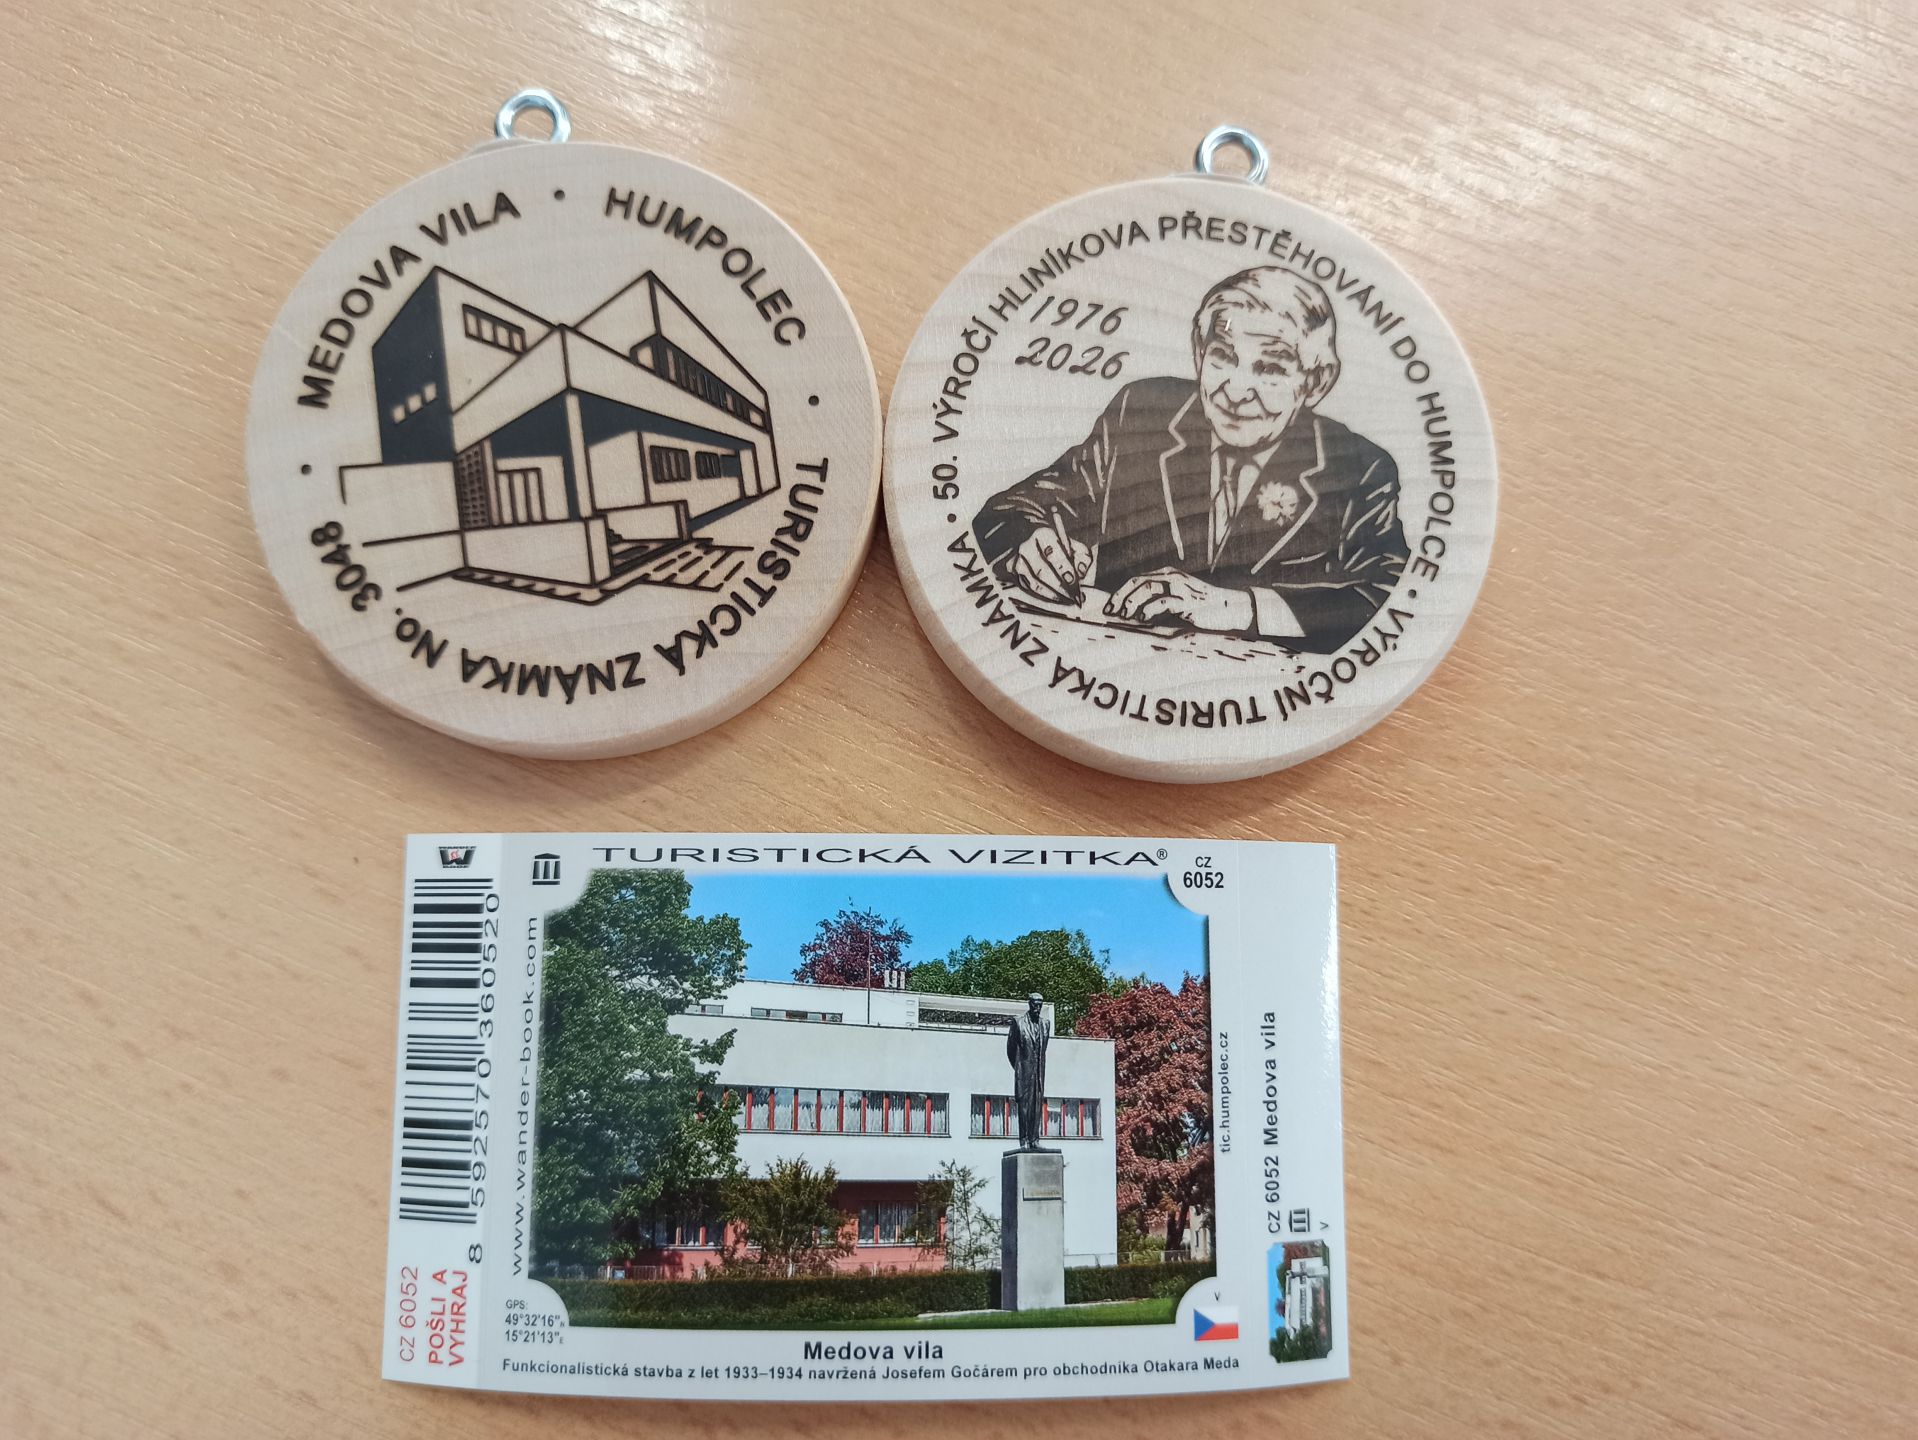 MEDOVA VILA • HUMPOLEC • TURISTICKÁ ZNÁMKA No. 3048 •
50. VÝROČÍ HLINÍKOVA PŘESTĚHOVÁNÍ DO HUMPOLCE • VÝROČNÍ TURISTICKÁ ZNÁMKA •
1976
2026
TURISTICKÁ VIZITKA®
CZ
6052
www.wander-book.com
8 592570 360520
CZ 6052
POŠLI A
VYHRAJ
GPS:
49°32'16"N
15°21'13"E
tic.humpolec.cz
V
CZ 6052 Medova vila
V
Medova vila
Funkcionalistická stavba z let 1933–1934 navržená Josefem Gočárem pro obchodníka Otakara Meda